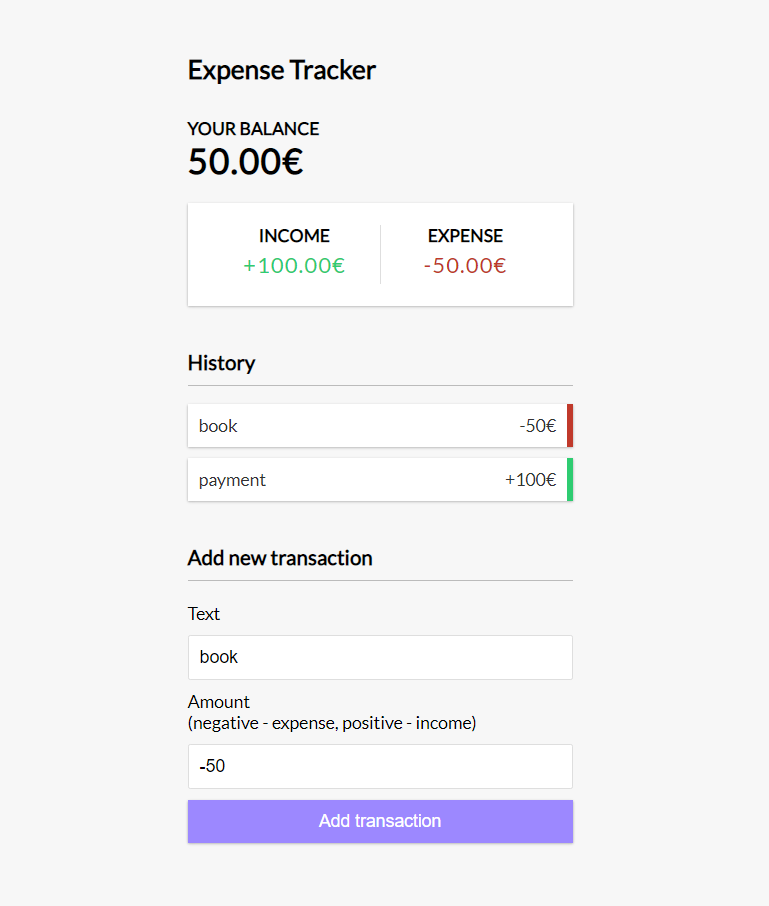 Expense Tracker
YOUR BALANCE
50.00€
INCOME EXPENSE
+100.00€ -50.00€
History
book -50€
payment +100€
Add new transaction
Text
book
Amount
(negative - expense, positive - income)
-50
Add transaction